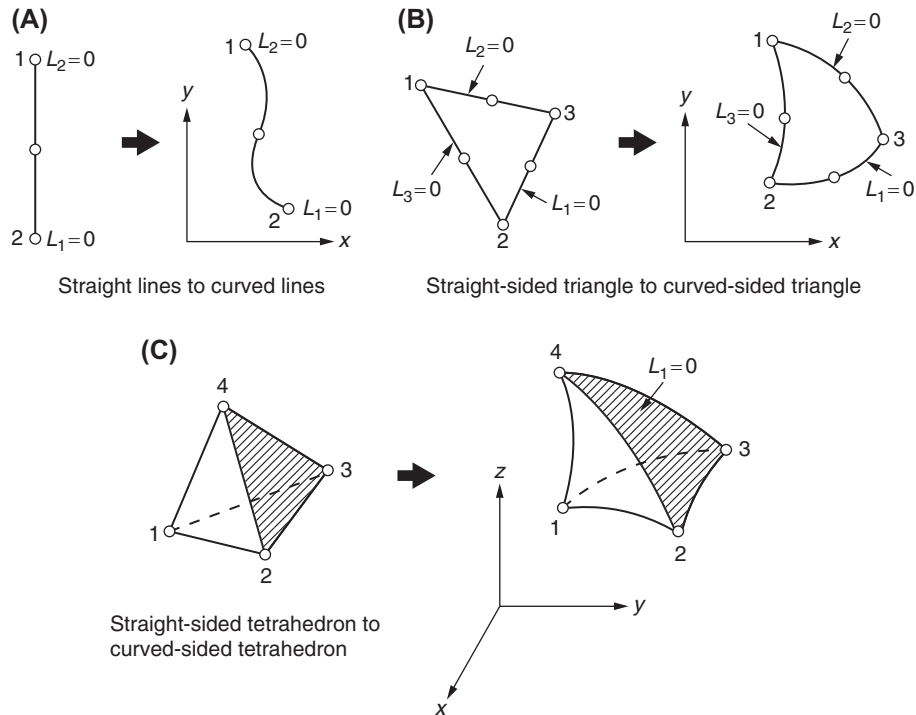 (A)
1 L₂=0
2 L₁=0
y
x
1 L₂=0
L₁=0
2
Straight lines to curved lines
(B)
L₂=0
1
3
L₃=0
L₁=0
2
y
x
1
L₂=0
L₃=0
3
L₁=0
2
Straight-sided triangle to curved-sided triangle
(C)
4
3
1
2
Straight-sided tetrahedron to
curved-sided tetrahedron
4
L₁=0
3
1
2
z
y
x